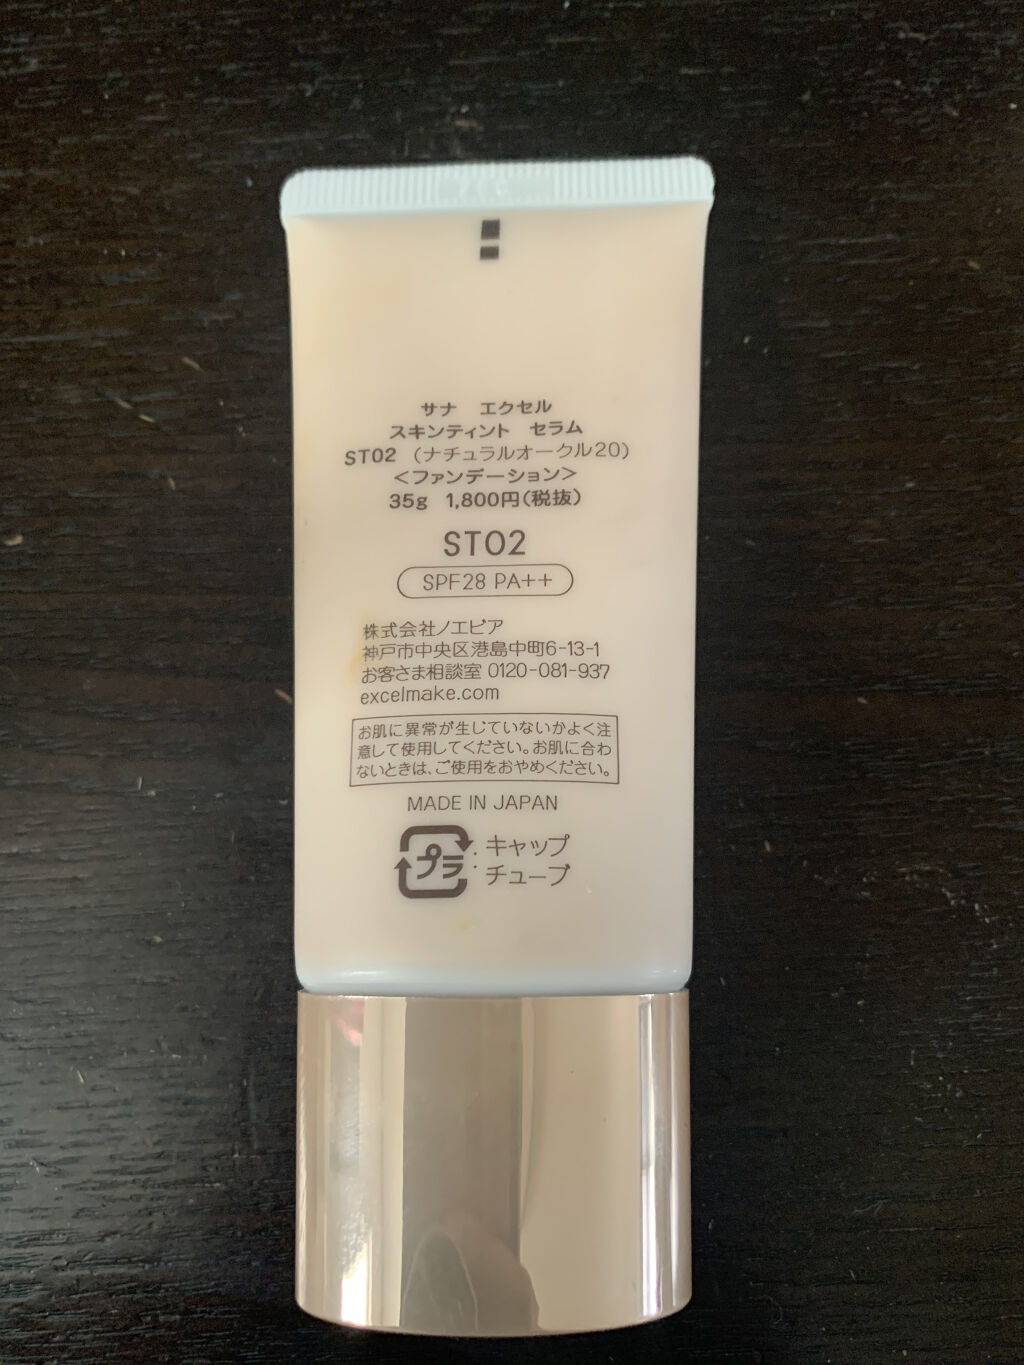 サナ エクセル
スキンティント セラム
ST02 （ナチュラルオークル20）
＜ファンデーション＞
35g 1,800円（税抜）
ST02
SPF28 PA++
株式会社ノエビア
神戸市中央区港島中町6-13-1
お客さま相談室 0120-081-937
excelmake.com
お肌に異常が生じていないかよく注
意して使用してください。お肌に合わ
ないときは、ご使用をおやめください。
MADE IN JAPAN
プラ : キャップ
チューブ